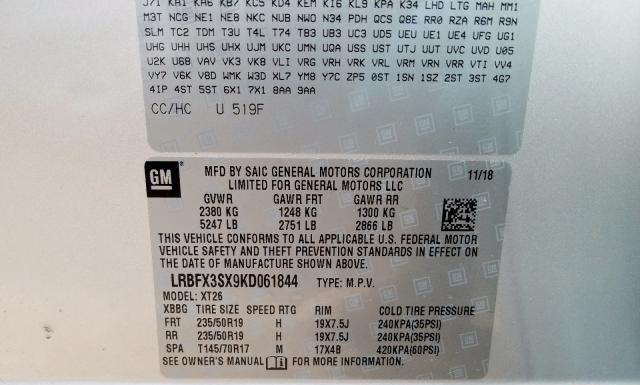 J71 KA1 KA6 KB7 KC5 KD4 KEM KI6 KL9 KPA K34 LHD LTG MAH MM1
M3T NCG NE1 NE8 NKC NUB NWO N34 PDH QCS Q8E RR0 RZA R6M R9N
SLM TC2 TDM T3U T4L T74 T83 UB3 UC3 UD5 UEU UE1 UE4 UFG UG1
UHG UHH UHS UHX UJM UKC UMN UQA USS UST UTJ UUT UVC UVD U05
U2K U68 VAV VK3 VK8 VLI VRG VRH VRK VRL VRM VRN VRR VTI VV4
VY7 V6K V8D WMK W3D XL7 YM8 Y7C ZP5 0ST 1SN 1SZ 2ST 3ST 4G7
4IP 4ST 5ST 6X1 7X1 8AA 9AA
CC/HC U 519F
GM
MFD BY SAIC GENERAL MOTORS CORPORATION 11/18
LIMITED FOR GENERAL MOTORS LLC
GVWR GAWR FRT GAWR RR
2380 KG 1248 KG 1300 KG
5247 LB 2751 LB 2866 LB
THIS VEHICLE CONFORMS TO ALL APPLICABLE U.S. FEDERAL MOTOR
VEHICLE SAFETY AND THEFT PREVENTION STANDARDS IN EFFECT ON
THE DATE OF MANUFACTURE SHOWN ABOVE.
LRBFX3SX9KD061844 TYPE: M.P.V.
MODEL: XT26
XBBG TIRE SIZE SPEED RTG RIM COLD TIRE PRESSURE
FRT 235/50R19 H 19X7.5J 240KPA(35PSI)
RR 235/50R19 H 19X7.5J 240KPA(35PSI)
SPA T145/70R17 M 17X4B 420KPA(60PSI)
SEE OWNER'S MANUAL FOR MORE INFORMATION